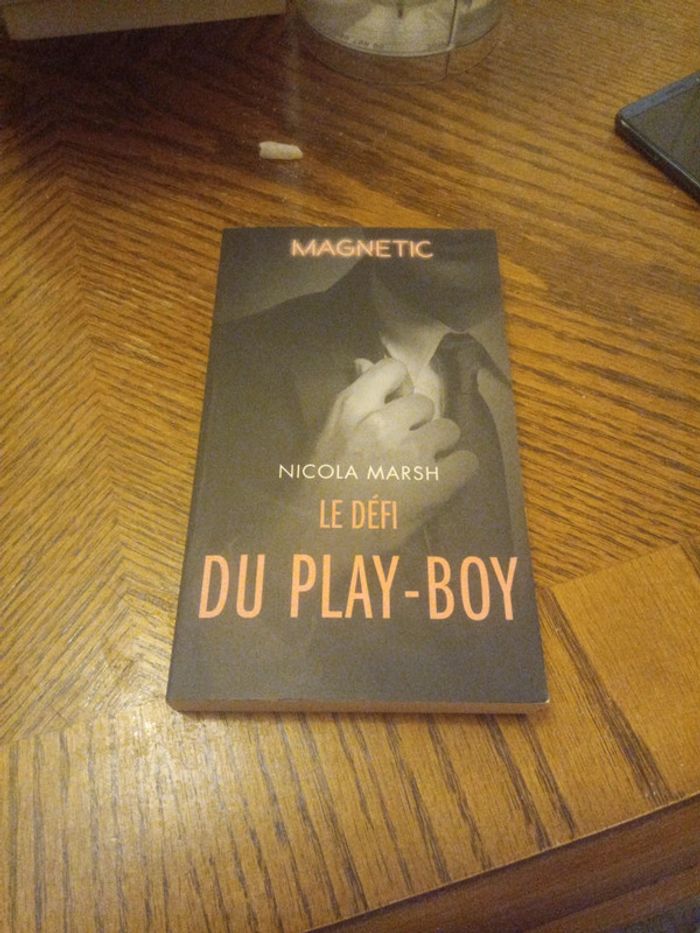 MAGNETIC
NICOLA MARSH
LE DÉFI
DU PLAY-BOY